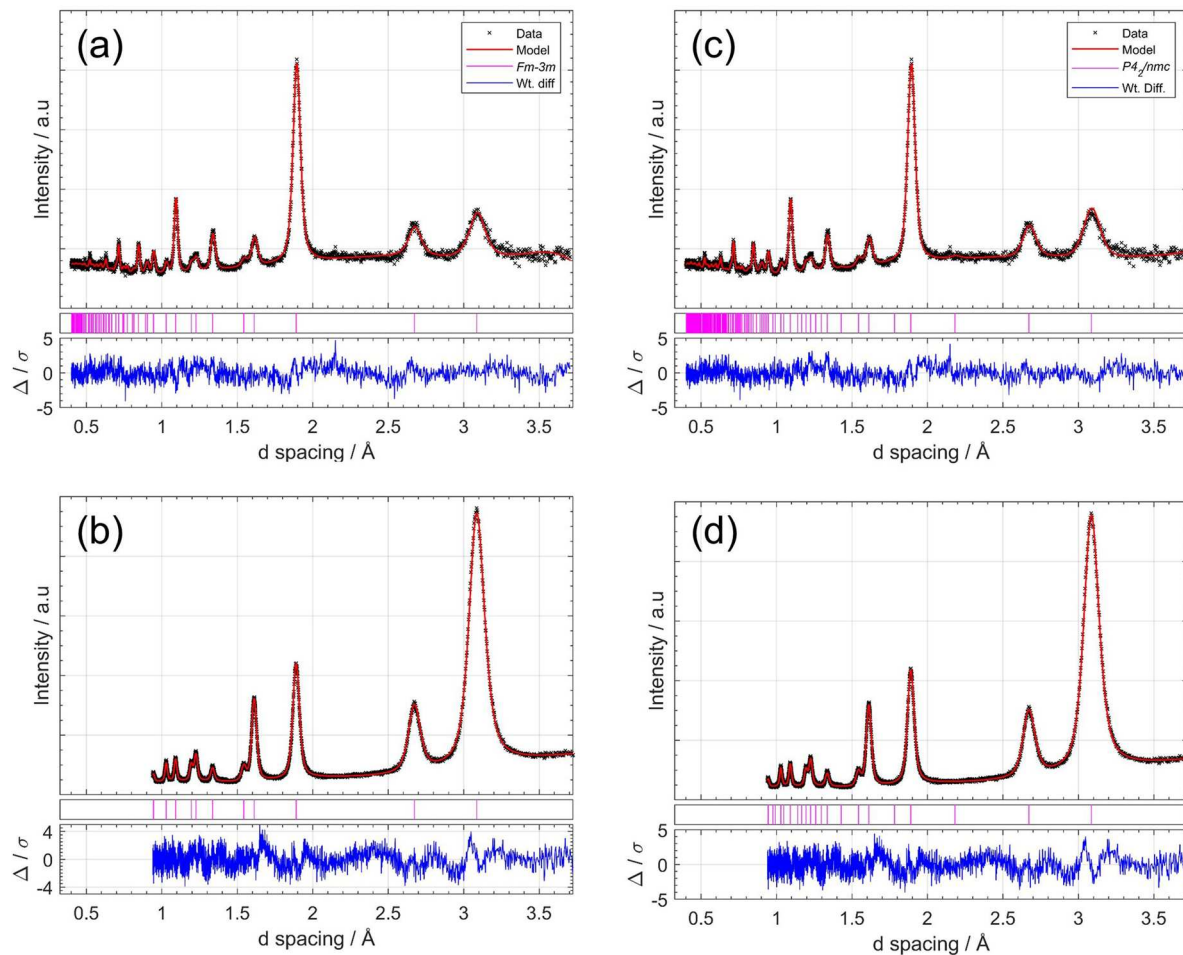 (a)
Data
Model
Fm-3m
Wt. diff
Intensity / a.u
5
0
-5
Δ / σ
0.5 1 1.5 2 2.5 3 3.5
d spacing / Å
(c)
Data
Model
P4₂/nmc
Wt. Diff.
Intensity / a.u
5
0
-5
Δ / σ
0.5 1 1.5 2 2.5 3 3.5
d spacing / Å
(b)
Intensity / a.u
4
0
-4
Δ / σ
0.5 1 1.5 2 2.5 3 3.5
d spacing / Å
(d)
Intensity / a.u
5
0
-5
Δ / σ
0.5 1 1.5 2 2.5 3 3.5
d spacing / Å